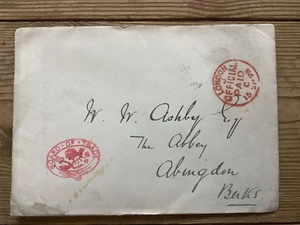 LONDON
OFFICIAL
PAID
BOARD OF TRADE
W. W. Ashby Esq
The Abbey
Abingdon
Berks